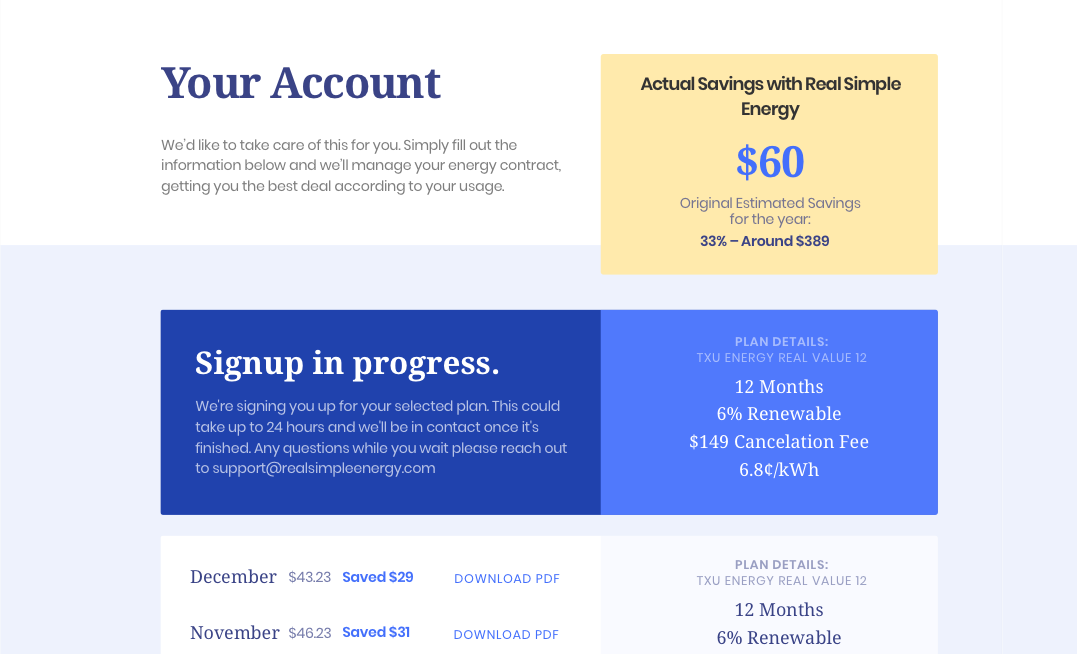 Your Account
We'd like to take care of this for you. Simply fill out the
information below and we'll manage your energy contract,
getting you the best deal according to your usage.
Actual Savings with Real Simple
Energy
$60
Original Estimated Savings
for the year:
33% – Around $389
Signup in progress.
We're signing you up for your selected plan. This could
take up to 24 hours and we'll be in contact once it's
finished. Any questions while you wait please reach out
to support@realsimpleenergy.com
PLAN DETAILS:
TXU ENERGY REAL VALUE 12
12 Months
6% Renewable
$149 Cancelation Fee
6.8¢/kWh
December $43.23 Saved $29 DOWNLOAD PDF
November $46.23 Saved $31 DOWNLOAD PDF
PLAN DETAILS:
TXU ENERGY REAL VALUE 12
12 Months
6% Renewable